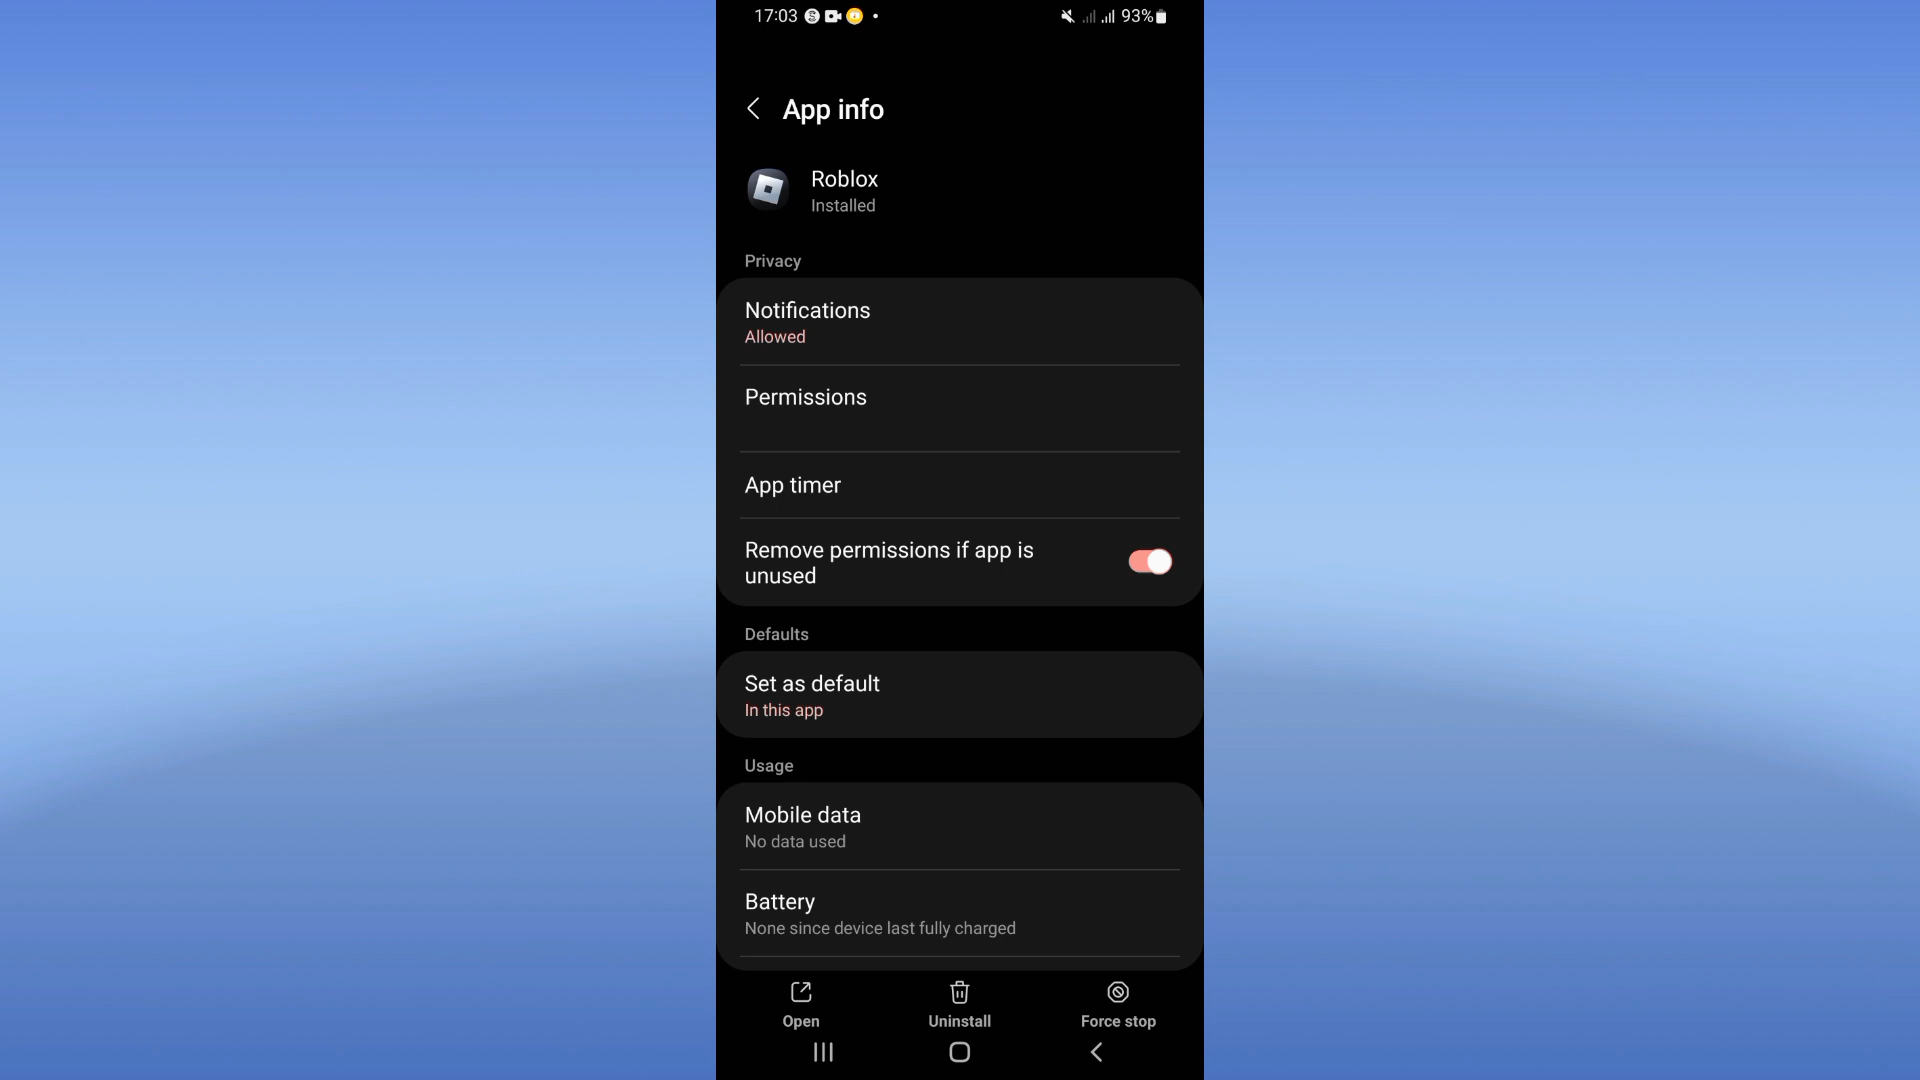 17:03
93%
App info
Roblox
Installed
Privacy
Notifications
Allowed
Permissions
App timer
Remove permissions if app is
unused
Defaults
Set as default
In this app
Usage
Mobile data
No data used
Battery
None since device last fully charged
Open
Uninstall
Force stop